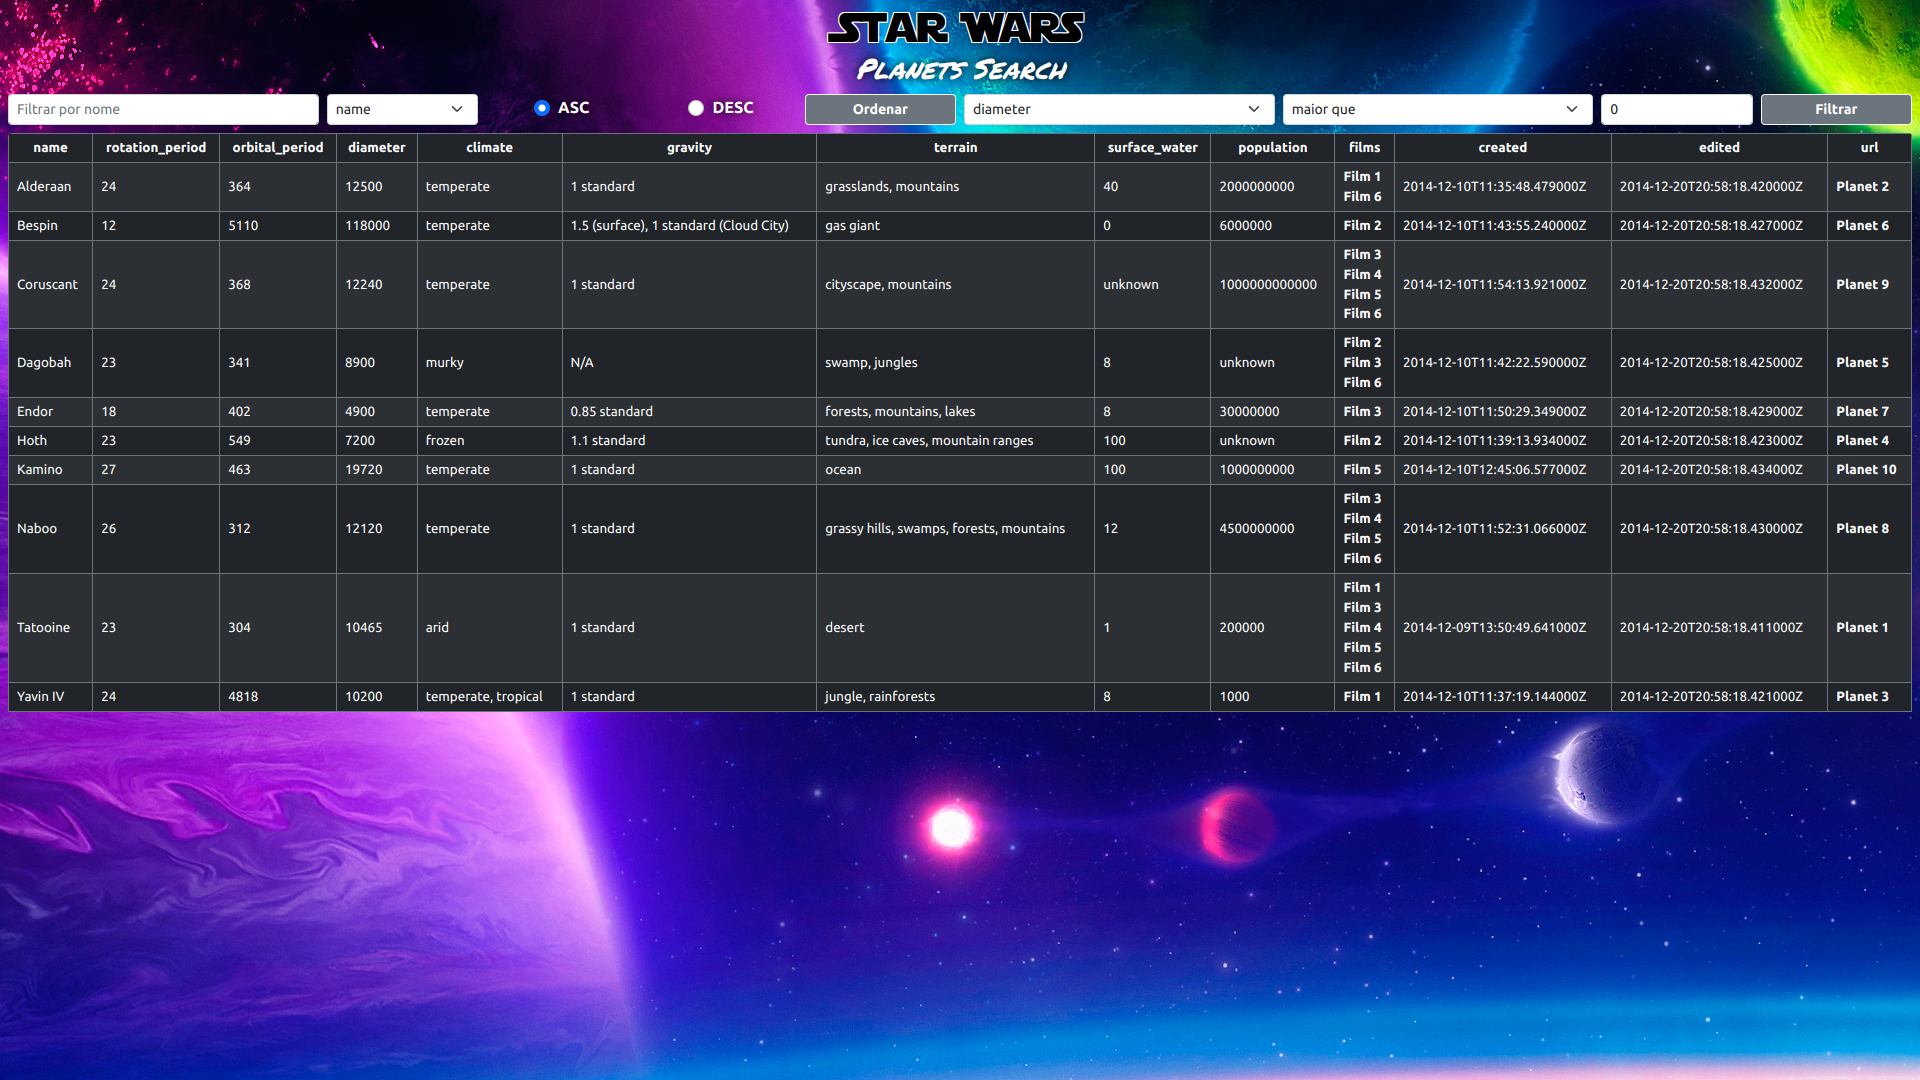 STAR WARS
Planets Search
Filtrar por nome name ASC DESC Ordenar diameter maior que 0 Filtrar
name rotation_period orbital_period diameter climate gravity terrain surface_water population films created edited url
Alderaan 24 364 12500 temperate 1 standard grasslands, mountains 40 2000000000 Film 1 Film 6 2014-12-10T11:35:48.479000Z 2014-12-20T20:58:18.420000Z Planet 2
Bespin 12 5110 118000 temperate 1.5 (surface), 1 standard (Cloud City) gas giant 0 6000000 Film 2 2014-12-10T11:43:55.240000Z 2014-12-20T20:58:18.427000Z Planet 6
Coruscant 24 368 12240 temperate 1 standard cityscape, mountains unknown 1000000000000 Film 3 Film 4 Film 5 Film 6 2014-12-10T11:54:13.921000Z 2014-12-20T20:58:18.432000Z Planet 9
Dagobah 23 341 8900 murky N/A swamp, jungles 8 unknown Film 2 Film 3 Film 6 2014-12-10T11:42:22.590000Z 2014-12-20T20:58:18.425000Z Planet 5
Endor 18 402 4900 temperate 0.85 standard forests, mountains, lakes 8 30000000 Film 3 2014-12-10T11:50:29.349000Z 2014-12-20T20:58:18.429000Z Planet 7
Hoth 23 549 7200 frozen 1.1 standard tundra, ice caves, mountain ranges 100 unknown Film 2 2014-12-10T11:39:13.934000Z 2014-12-20T20:58:18.423000Z Planet 4
Kamino 27 463 19720 temperate 1 standard ocean 100 1000000000 Film 5 2014-12-10T12:45:06.577000Z 2014-12-20T20:58:18.434000Z Planet 10
Naboo 26 312 12120 temperate 1 standard grassy hills, swamps, forests, mountains 12 4500000000 Film 3 Film 4 Film 5 Film 6 2014-12-10T11:52:31.066000Z 2014-12-20T20:58:18.430000Z Planet 8
Tatooine 23 304 10465 arid 1 standard desert 1 200000 Film 1 Film 3 Film 4 Film 5 Film 6 2014-12-09T13:50:49.641000Z 2014-12-20T20:58:18.411000Z Planet 1
Yavin IV 24 4818 10200 temperate, tropical 1 standard jungle, rainforests 8 1000 Film 1 2014-12-10T11:37:19.144000Z 2014-12-20T20:58:18.421000Z Planet 3